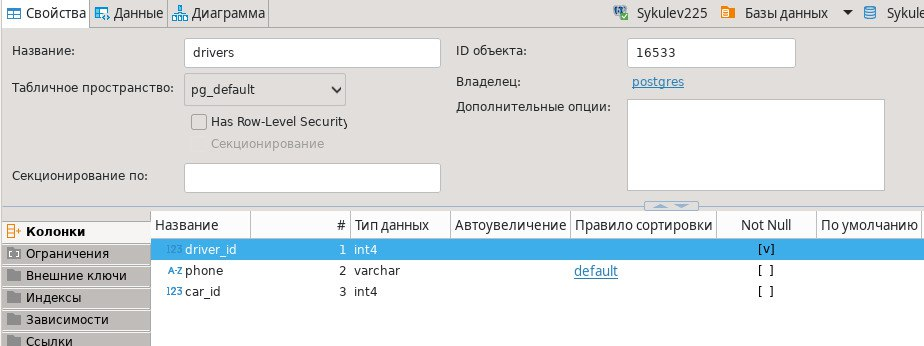 Свойства Данные Диаграмма Sykulev225 Базы данных Sykulev
Название: drivers ID объекта: 16533
Табличное пространство: pg_default Владелец: postgres
Has Row-Level Security Дополнительные опции:
Секционирование
Секционирование по:
Колонки Название # Тип данных Автоувеличение Правило сортировки Not Null По умолчанию
Ограничения 123 driver_id 1 int4 [v]
Внешние ключи A-Z phone 2 varchar default [ ]
Индексы 123 car_id 3 int4 [ ]
Зависимости
Ссылки